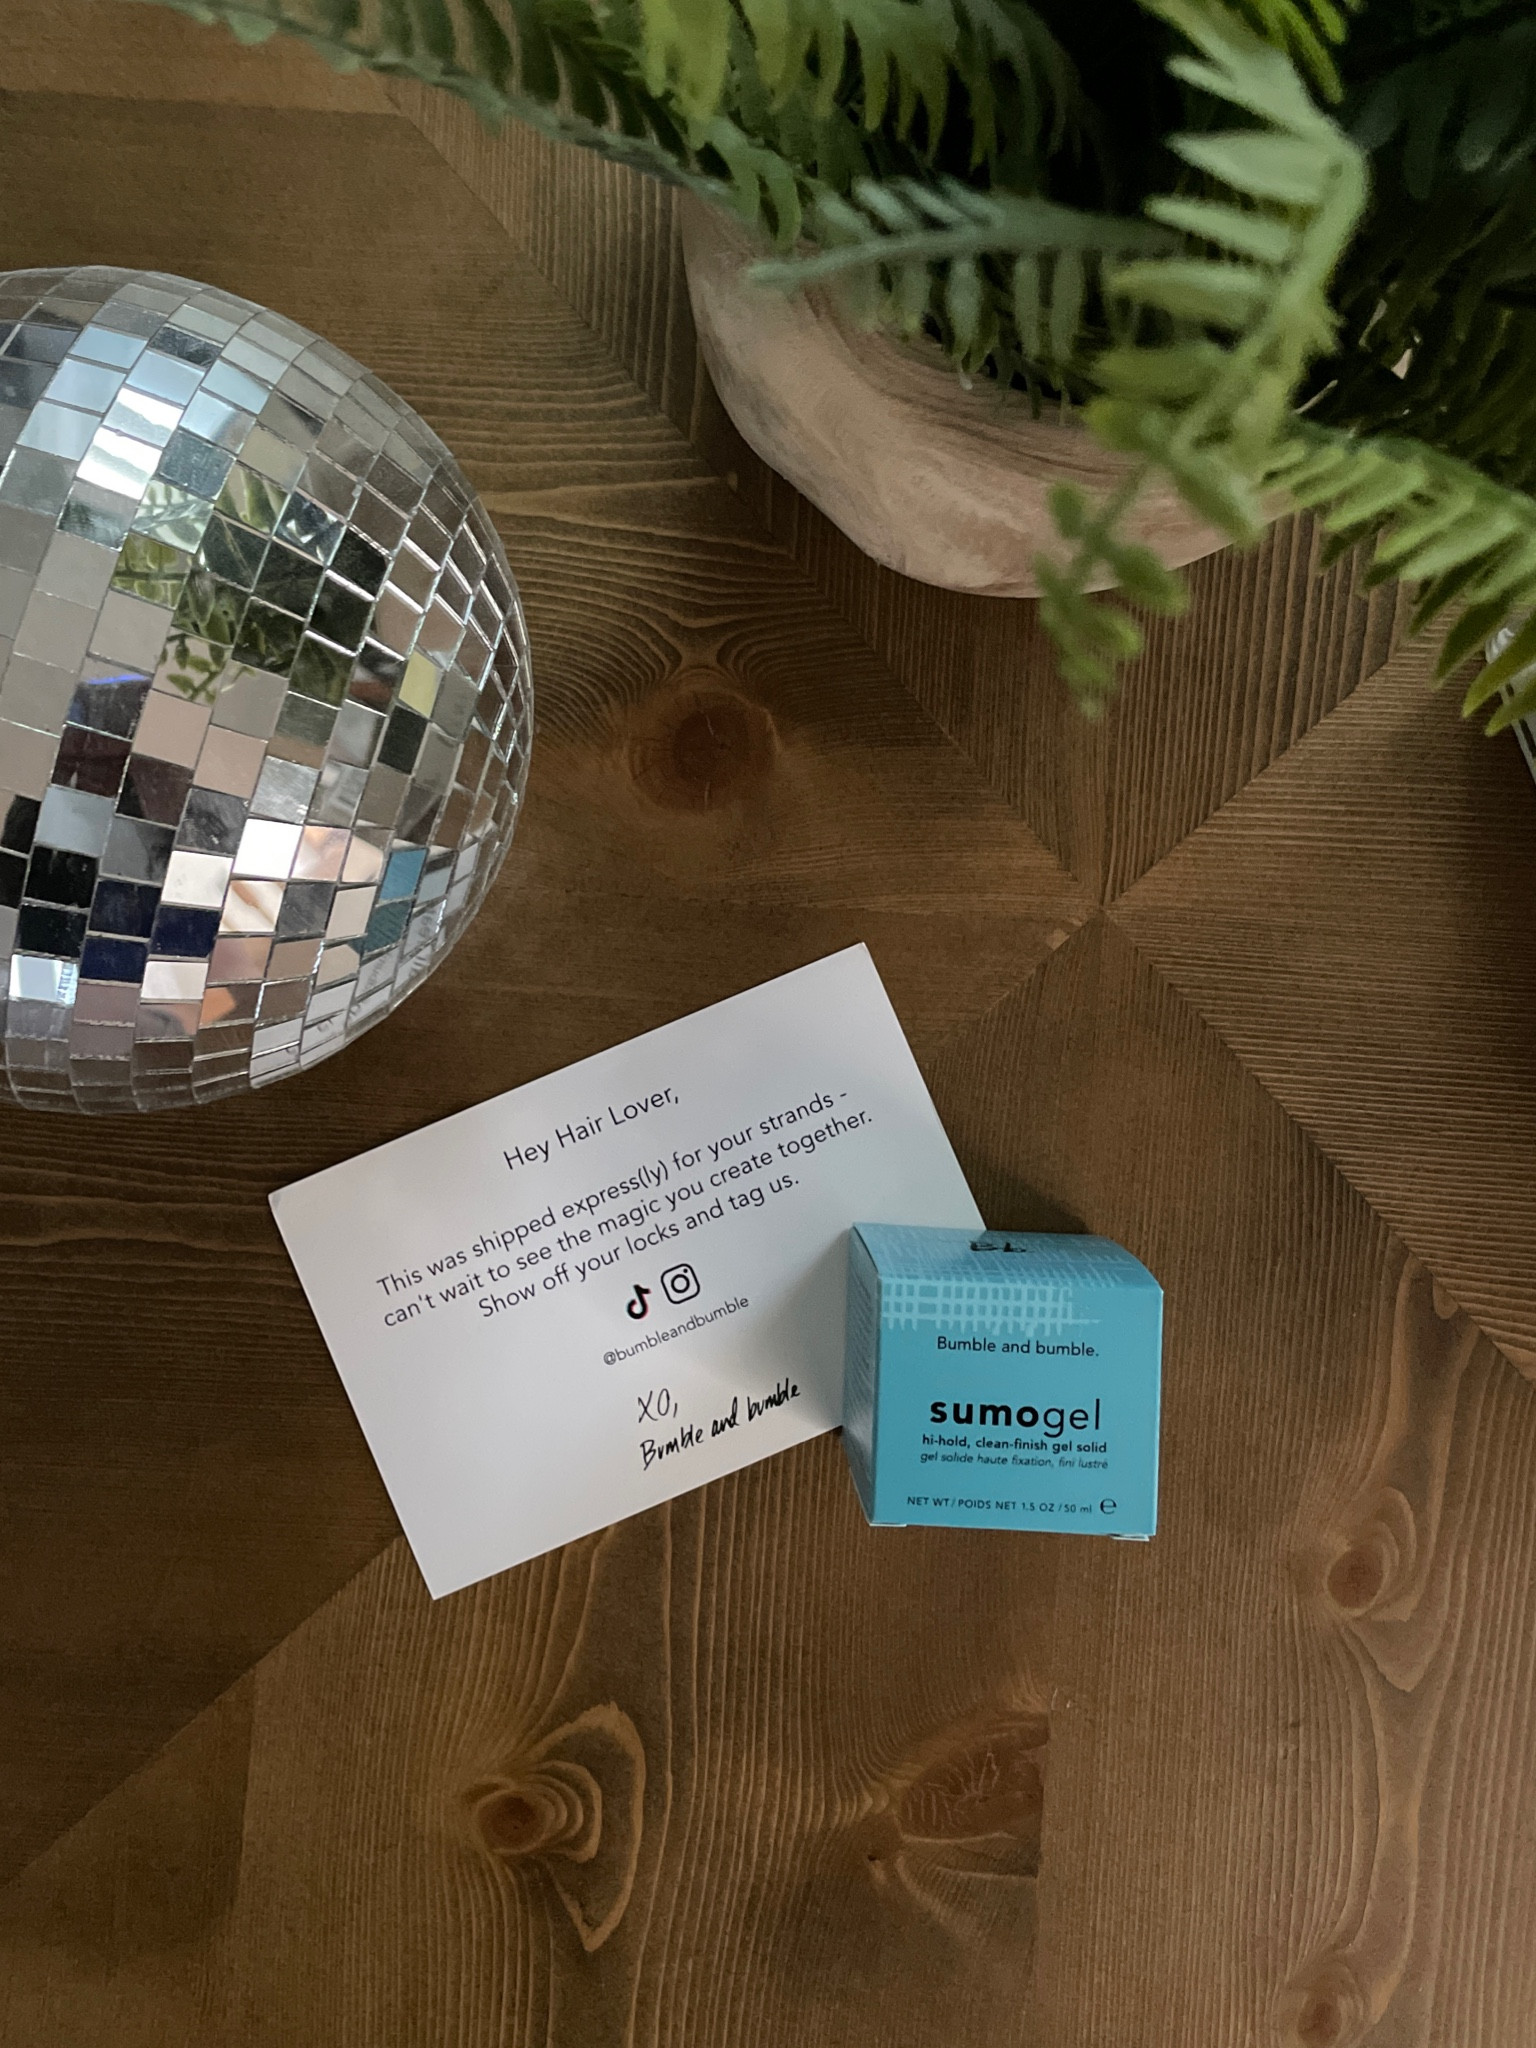 Hey Hair Lover,
This was shipped express(ly) for your strands -
can't wait to see the magic you create together.
Show off your locks and tag us.
@bumbleandbumble
XO,
Bumble and bumble
Bb
Bumble and bumble.
sumogel
hi-hold, clean-finish gel solid
gel solide haute fixation, fini lustré
NET WT/POIDS NET 1.5 OZ/50 ml ℮